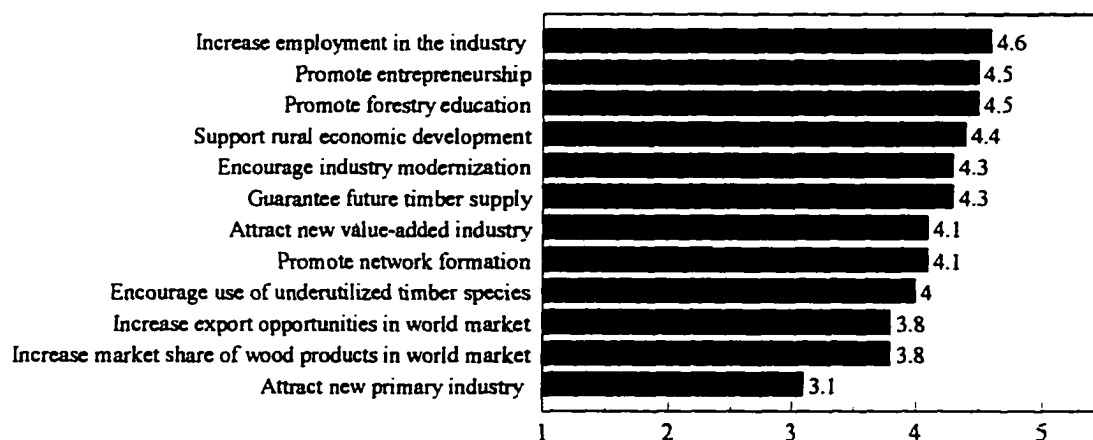 Increase employment in the industry 4.6
Promote entrepreneurship 4.5
Promote forestry education 4.5
Support rural economic development 4.4
Encourage industry modernization 4.3
Guarantee future timber supply 4.3
Attract new value-added industry 4.1
Promote network formation 4.1
Encourage use of underutilized timber species 4
Increase export opportunities in world market 3.8
Increase market share of wood products in world market 3.8
Attract new primary industry 3.1
1 2 3 4 5